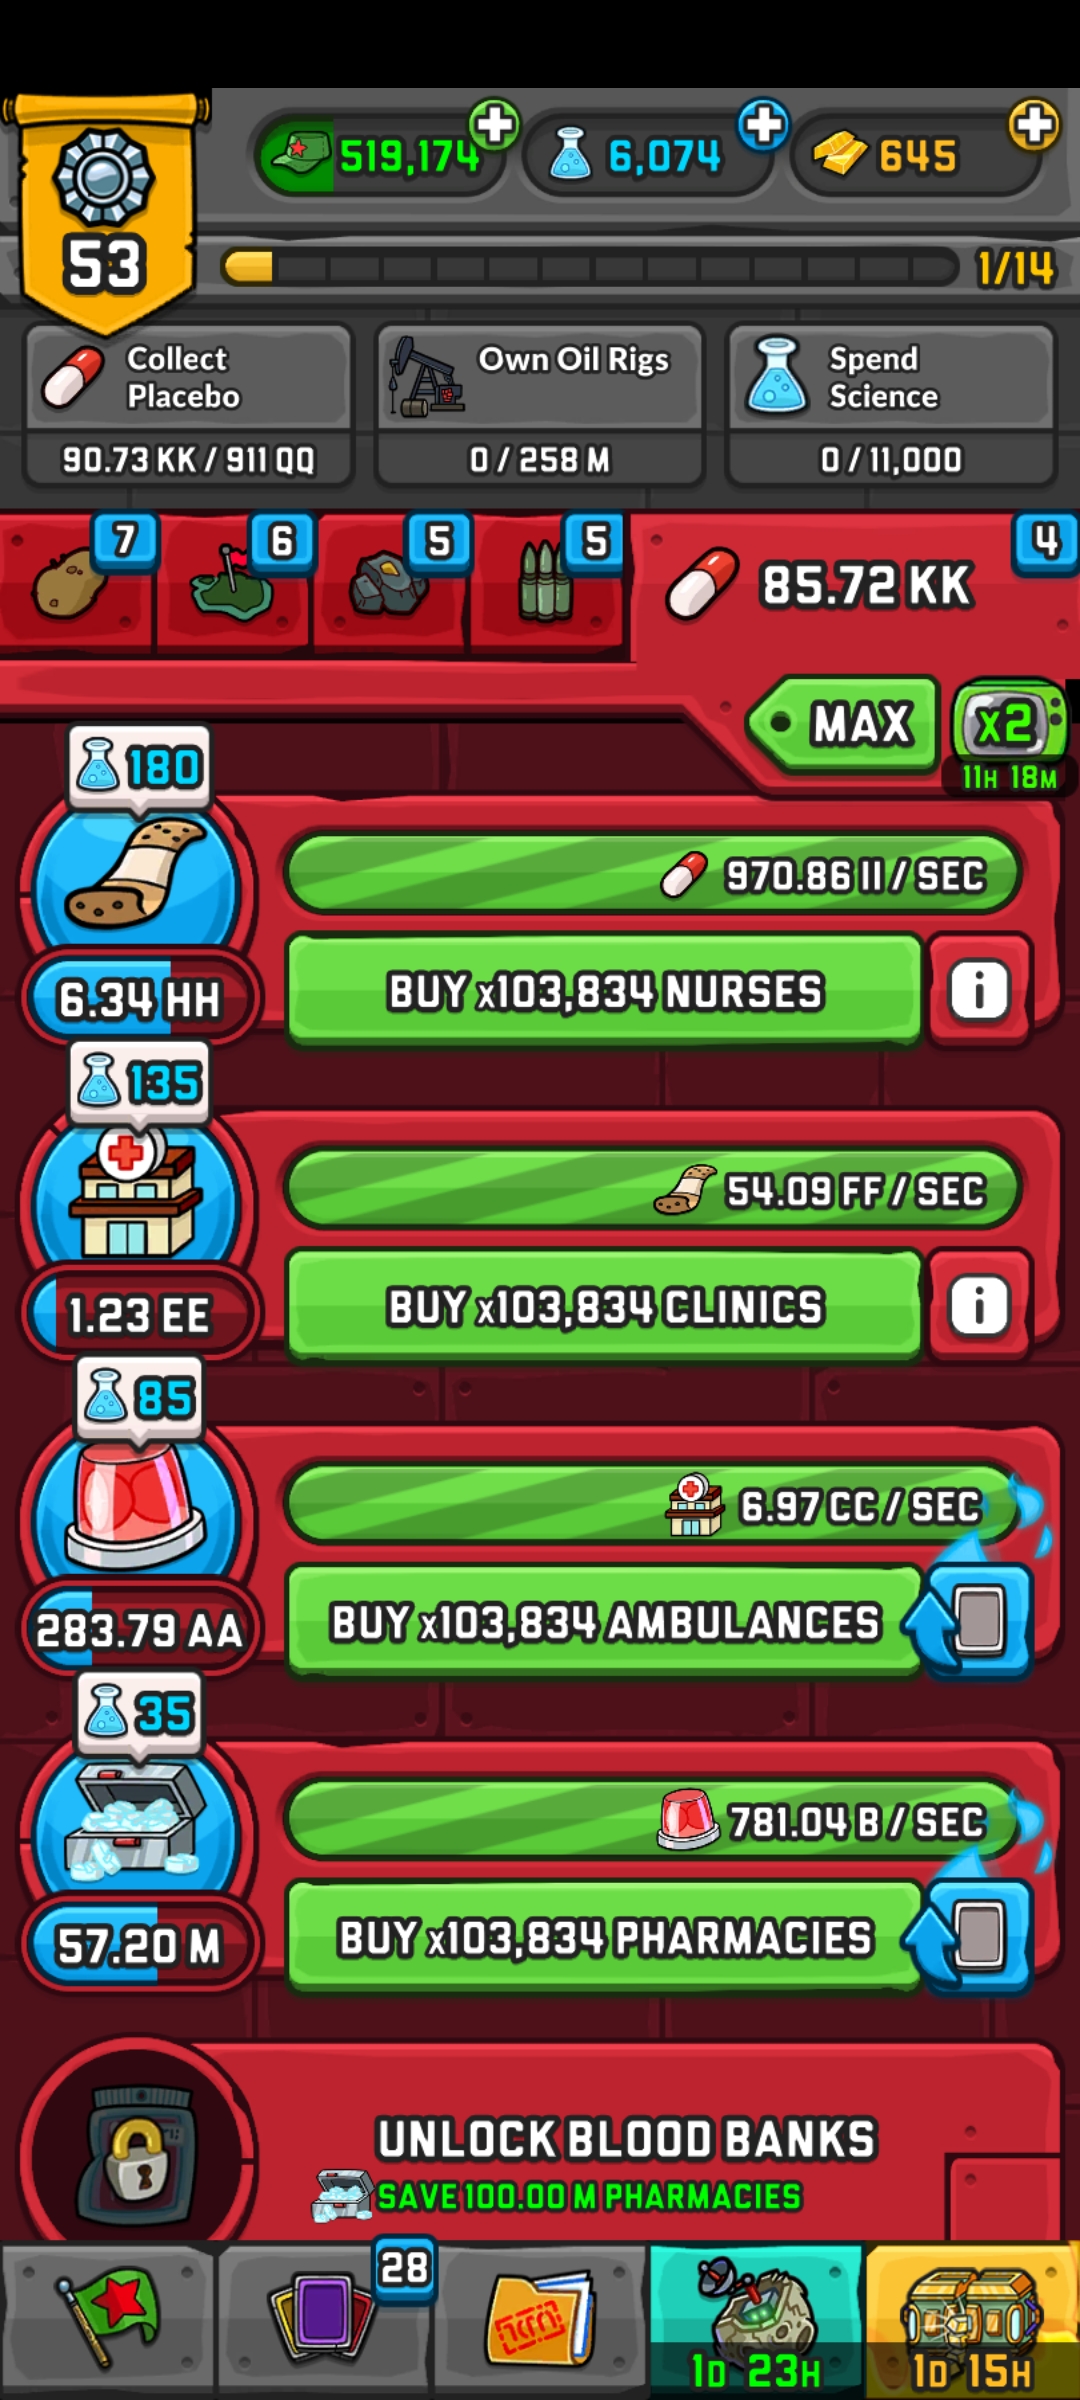 519,174
6,074
645
53
1/14
Collect
Placebo
90.73 KK / 911 QQ
Own Oil Rigs
0 / 258 M
Spend
Science
0 / 11,000
7
6
5
5
4
85.72 KK
MAX
x2
11H 18M
180
970.86 II / SEC
6.34 HH
BUY x103,834 NURSES
i
135
54.09 FF / SEC
1.23 EE
BUY x103,834 CLINICS
i
85
6.97 CC / SEC
283.79 AA
BUY x103,834 AMBULANCES
35
781.04 B / SEC
57.20 M
BUY x103,834 PHARMACIES
UNLOCK BLOOD BANKS
SAVE 100.00 M PHARMACIES
28
1D 23H
1D 15H